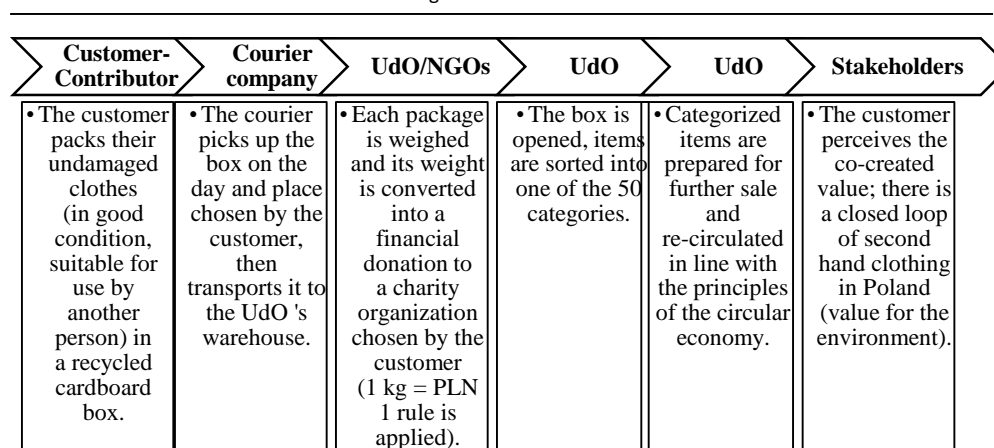 Customer-
Contributor
Courier
company
UdO/NGOs
UdO
UdO
Stakeholders
• The customer
packs their
undamaged
clothes
(in good
condition,
suitable for
use by
another
person) in
a recycled
cardboard
box.
• The courier
picks up the
box on the
day and place
chosen by the
customer,
then
transports it to
the UdO 's
warehouse.
• Each package
is weighed
and its weight
is converted
into a
financial
donation to
a charity
organization
chosen by the
customer
(1 kg = PLN
1 rule is
applied).
• The box is
opened, items
are sorted into
one of the 50
categories.
• Categorized
items are
prepared for
further sale
and
re-circulated
in line with
the principles
of the circular
economy.
• The customer
perceives the
co-created
value; there is
a closed loop
of second
hand clothing
in Poland
(value for the
environment).